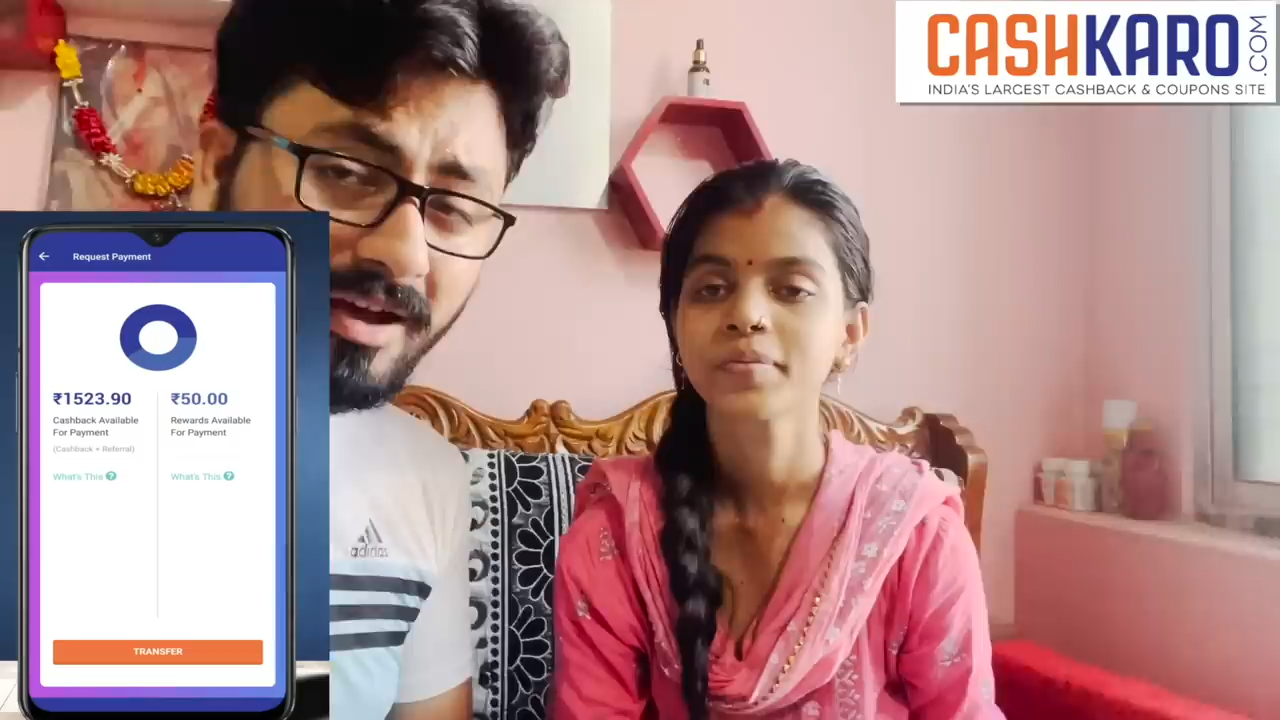 CASHKARO.COM
INDIA'S LARGEST CASHBACK & COUPONS SITE
Request Payment
₹1523.90
Cashback Available
For Payment
(Cashback + Referral)
What's This ?
₹50.00
Rewards Available
For Payment
What's This ?
TRANSFER
adidas